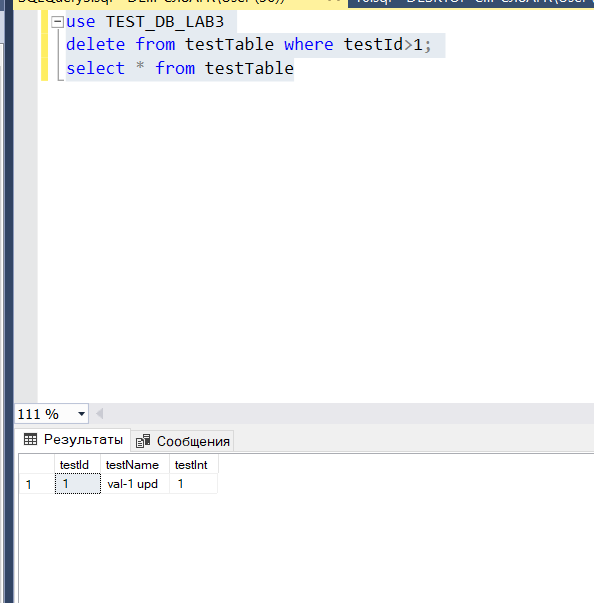 use TEST_DB_LAB3
delete from testTable where testId>1;
select * from testTable
111 %
Результаты Сообщения
testId testName testInt
1 1 val-1 upd 1